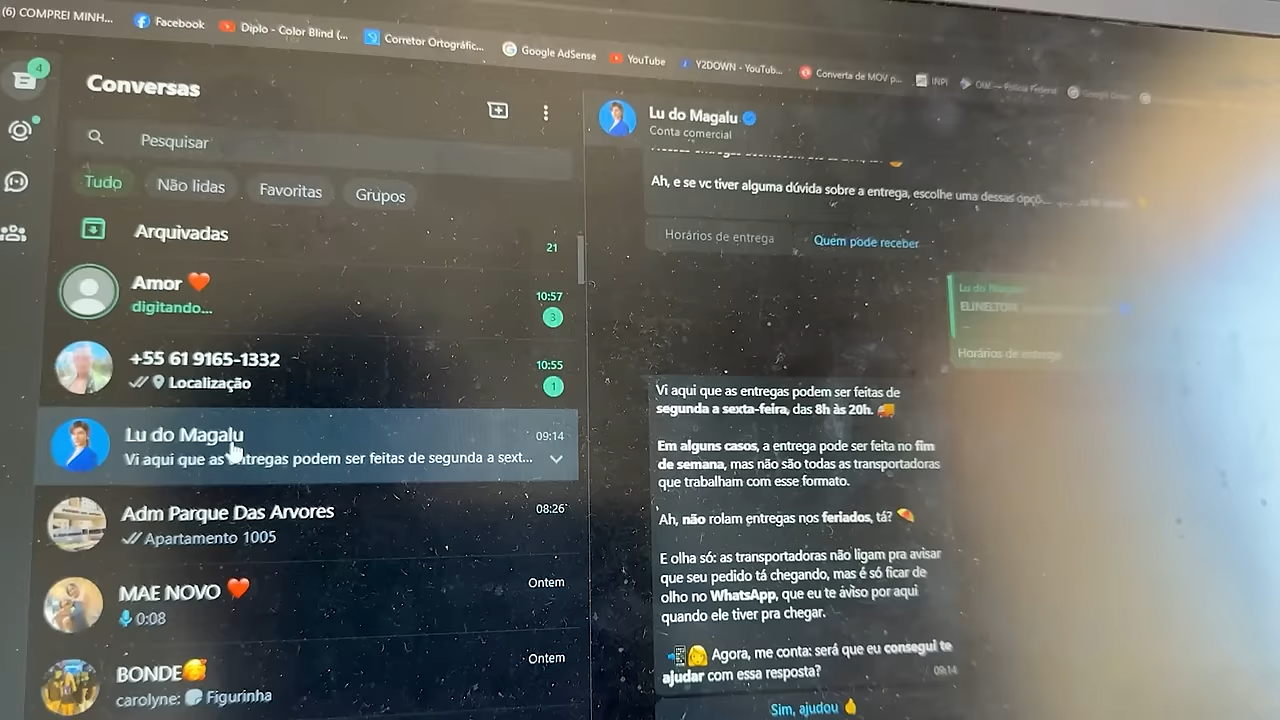 (6) COMPREI MINH...
Facebook
Diplo - Color Blind (...
Corretor Ortográfic...
Google AdSense
YouTube
Y2DOWN - YouTub...
Converta de MOV p...
INPI
4
Conversas
Pesquisar
Tudo
Não lidas
Favoritas
Grupos
Arquivadas
21
Amor ❤️
10:57
digitando...
3
+55 61 9165-1332
10:55
Localização
1
Lu do Magalu
09:14
Vi aqui que as entregas podem ser feitas de segunda a sext...
Adm Parque Das Arvores
08:26
Apartamento 1005
MAE NOVO ❤️
Ontem
0:08
BONDE🥰
Ontem
carolyne: Figurinha
Lu do Magalu
Conta comercial
Ah, e se vc tiver alguma dúvida sobre a entrega, escolhe uma dessas
Horários de entrega
Quem pode receber
Lu do
Horários de entrega
Vi aqui que as entregas podem ser feitas de
segunda a sexta-feira, das 8h às 20h. 🚚
Em alguns casos, a entrega pode ser feita no fim
de semana, mas não são todas as transportadoras
que trabalham com esse formato.
Ah, não rolam entregas nos feriados, tá? ⛱️
E olha só: as transportadoras não ligam pra avisar
que seu pedido tá chegando, mas é só ficar de
olho no WhatsApp, que eu te aviso por aqui
quando ele tiver pra chegar.
📲🙋‍♀️ Agora, me conta: será que eu consegui te
ajudar com essa resposta?
09:14
Sim, ajudou 👍